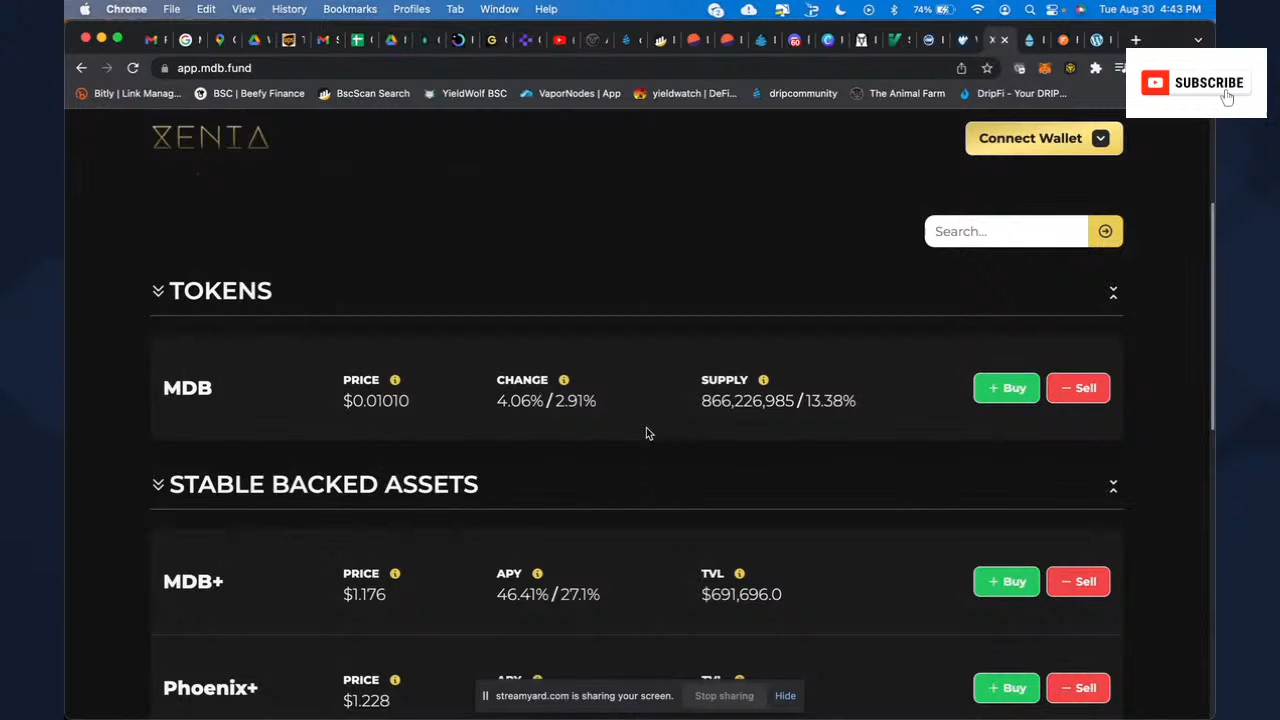 Chrome File Edit View History Bookmarks Profiles Tab Window Help 74% Tue Aug 30 4:43 PM
app.mdb.fund
SUBSCRIBE
Bitly | Link Manag... BSC | Beefy Finance BscScan Search Wolf BSC VaporNodes | App yieldwatch | DeFi... dripcommunity The Animal Farm DripFi - Your DRIP...
XENIA
Connect Wallet
Search...
TOKENS
MDB
PRICE CHANGE SUPPLY
$0.01010 4.06% / 2.91% 866,226,985 / 13.38%
+ Buy — Sell
STABLE BACKED ASSETS
MDB+
PRICE APY TVL
$1.176 46.41% / 27.1% $691,696.0
+ Buy — Sell
Phoenix+
PRICE
$1.228
+ Buy — Sell
streamyard.com is sharing your screen. Stop sharing Hide